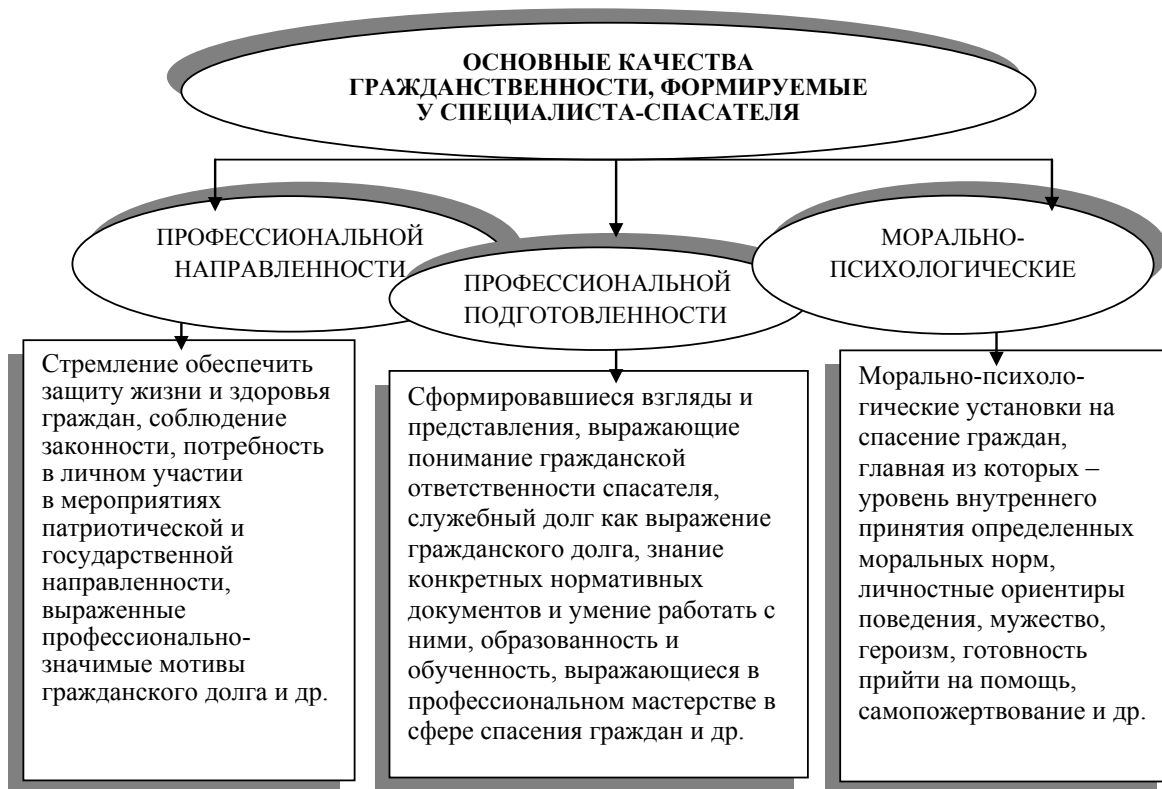 ОСНОВНЫЕ КАЧЕСТВА
ГРАЖДАНСТВЕННОСТИ, ФОРМИРУЕМЫЕ
У СПЕЦИАЛИСТА-СПАСАТЕЛЯ
ПРОФЕССИОНАЛЬНОЙ
НАПРАВЛЕННОСТИ
ПРОФЕССИОНАЛЬНОЙ
ПОДГОТОВЛЕННОСТИ
МОРАЛЬНО-
ПСИХОЛОГИЧЕСКИЕ
Стремление обеспечить
защиту жизни и здоровья
граждан, соблюдение
законности, потребность
в личном участии
в мероприятиях
патриотической и
государственной
направленности,
выраженные
профессионально-
значимые мотивы
гражданского долга и др.
Сформировавшиеся взгляды и
представления, выражающие
понимание гражданской
ответственности спасателя,
служебный долг как выражение
гражданского долга, знание
конкретных нормативных
документов и умение работать с
ними, образованность и
обученность, выражающиеся в
профессиональном мастерстве в
сфере спасения граждан и др.
Морально-психоло-
гические установки на
спасение граждан,
главная из которых –
уровень внутреннего
принятия определенных
моральных норм,
личностные ориентиры
поведения, мужество,
героизм, готовность
прийти на помощь,
самопожертвование и др.